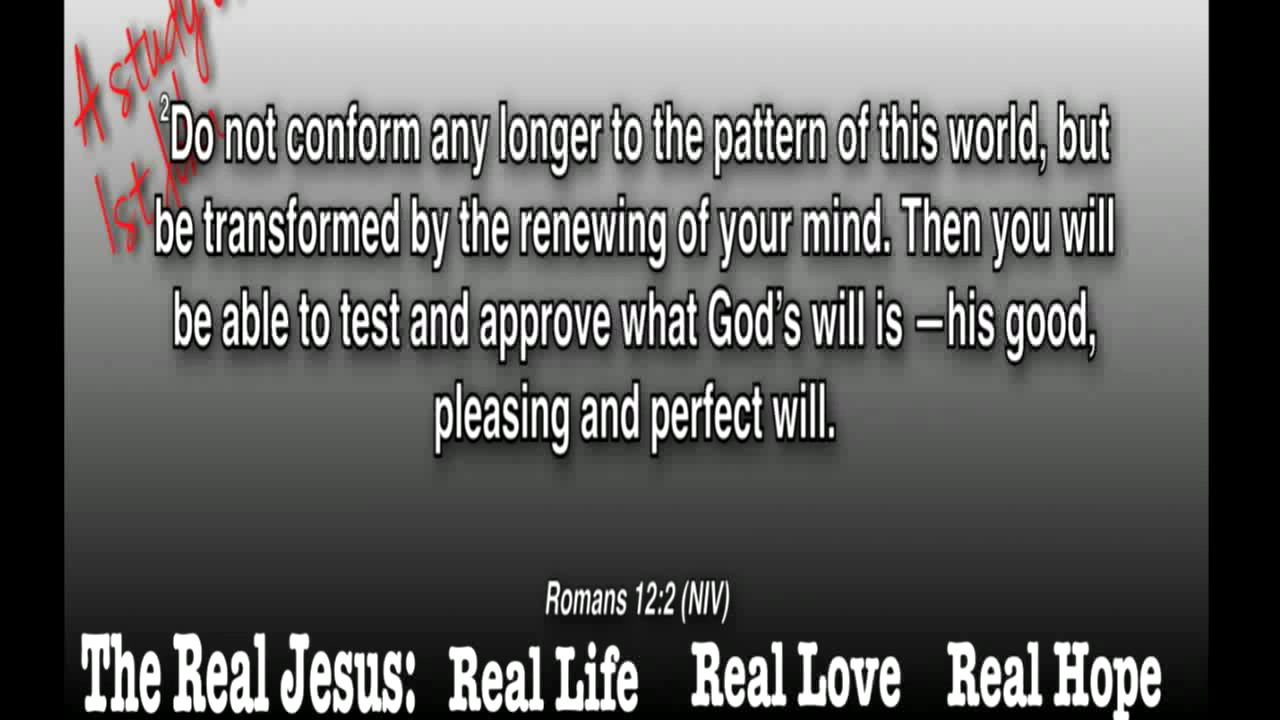 A study
1st
²Do not conform any longer to the pattern of this world, but
be transformed by the renewing of your mind. Then you will
be able to test and approve what God's will is —his good,
pleasing and perfect will.
Romans 12:2 (NIV)
The Real Jesus: Real Life Real Love Real Hope